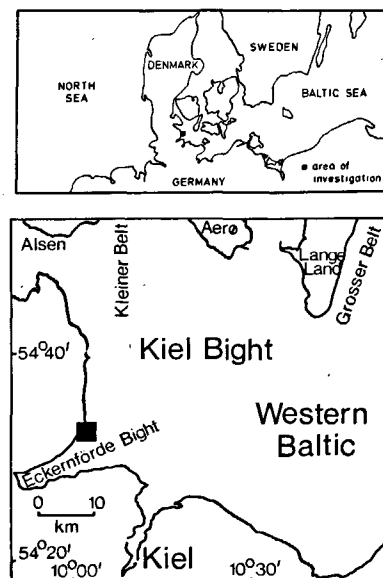 SWEDEN
DENMARK
NORTH
SEA
BALTIC SEA
■ area of
investigation
GERMANY
Alsen
Kleiner Belt
Aerø
Lange
Land
Grosser Belt
54°40'
Kiel Bight
Western
Baltic
Eckernförde Bight
0 10
km
54°20'
10°00'
Kiel
10°30'